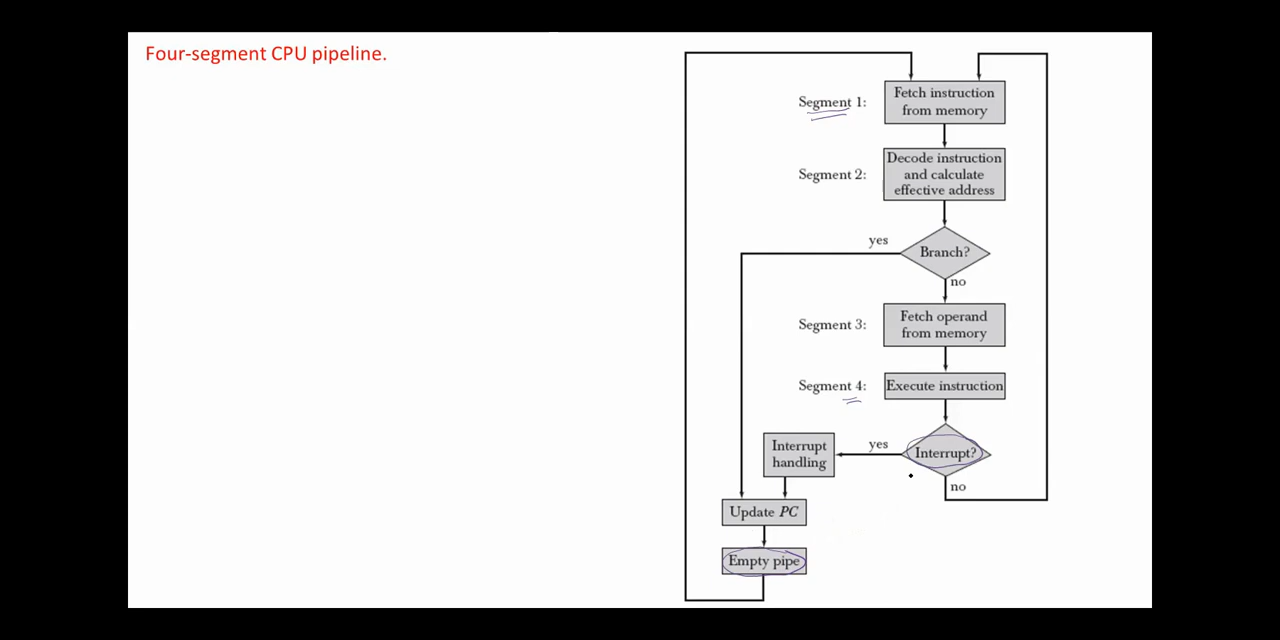 Four-segment CPU pipeline.
Segment 1:
Fetch instruction
from memory
Segment 2:
Decode instruction
and calculate
effective address
yes
Branch?
no
Segment 3:
Fetch operand
from memory
Segment 4:
Execute instruction
Interrupt
handling
yes
Interrupt?
no
Update PC
Empty pipe